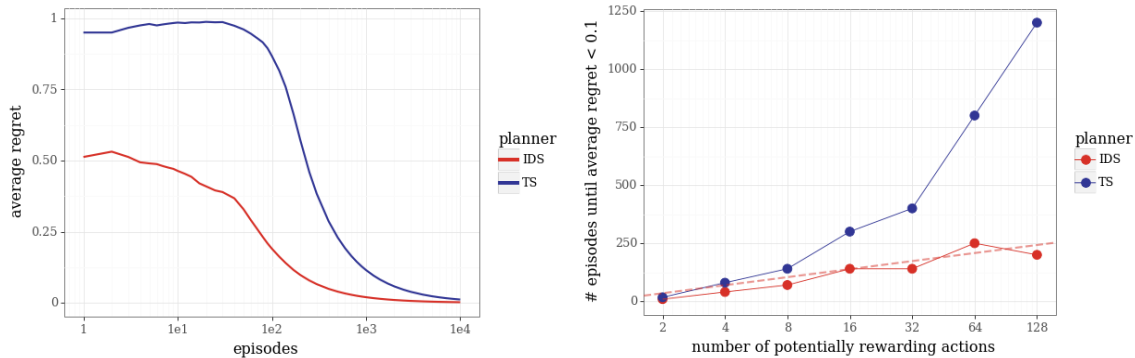 1
0.75
0.50
0.25
0
average regret
1
1e1
1e2
1e3
1e4
episodes
planner
IDS
TS
1250
1000
750
500
250
0
# episodes until average regret < 0.1
2
4
8
16
32
64
128
number of potentially rewarding actions
planner
IDS
TS